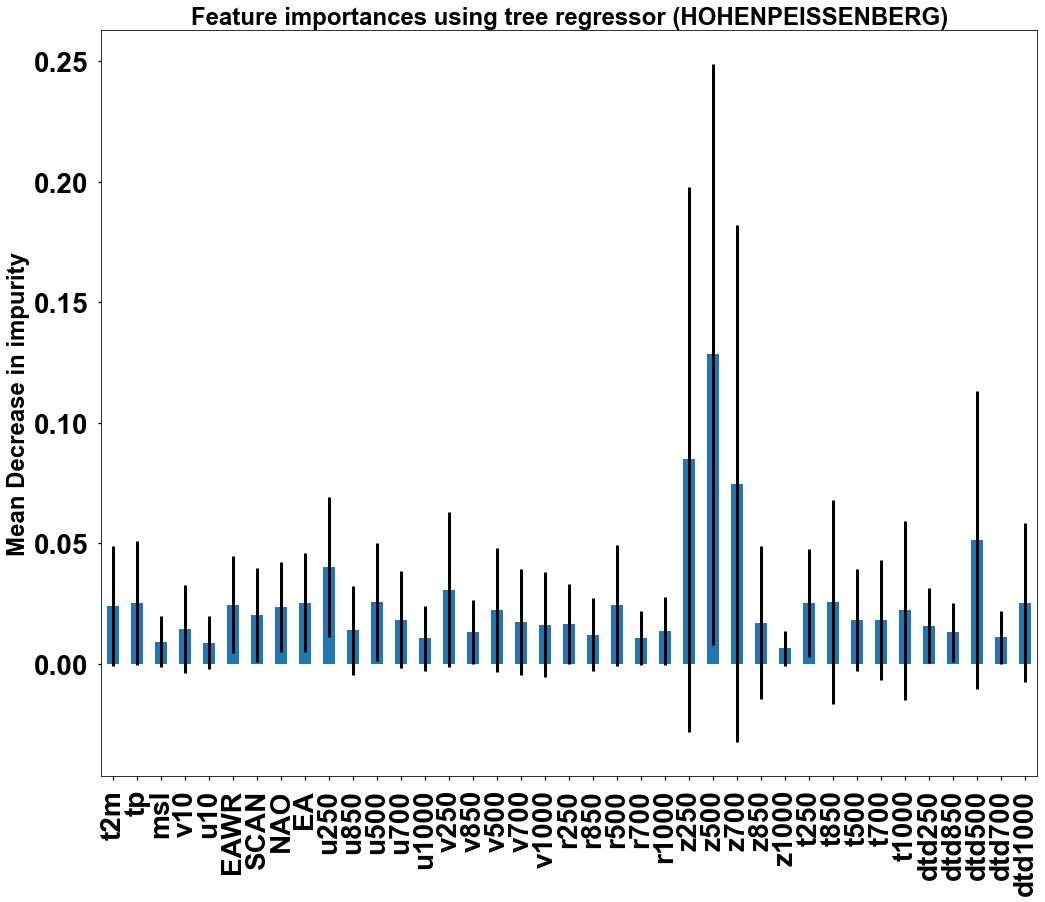 Feature importances using tree regressor (HOHENPEISSENBERG)
Mean Decrease in impurity
0.25
0.20
0.15
0.10
0.05
0.00
t2m
tp
msl
v10
u10
EAWR
SCAN
NAO
EA
u250
u850
u500
u700
u1000
v250
v850
v500
v700
v1000
r250
r850
r500
r700
r1000
z250
z500
z700
z850
z1000
t250
t850
t500
t700
t1000
dtd250
dtd850
dtd500
dtd700
dtd1000